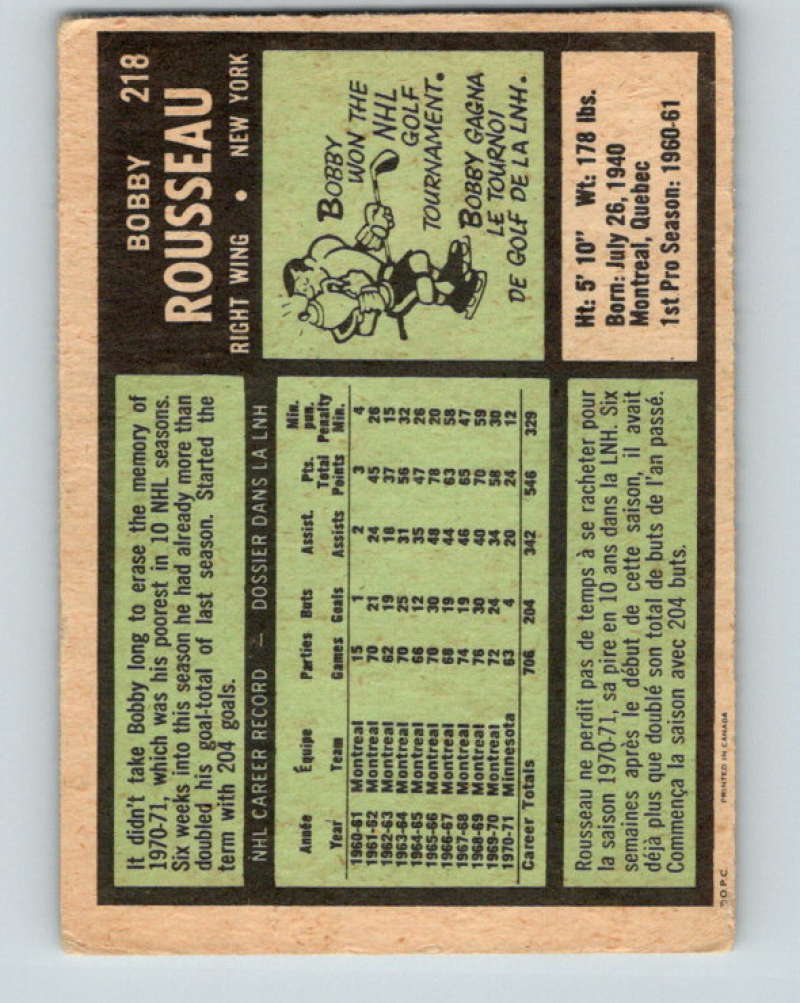 BOBBY 218
ROUSSEAU
RIGHT WING • NEW YORK
It didn't take Bobby long to erase the memory of
1970-71, which was his poorest in 10 NHL seasons.
Six weeks into this season he had already more than
doubled his goal-total of last season. Started the
term with 204 goals.
BOBBY
WON THE
NHL
GOLF
TOURNAMENT.
BOBBY GAGNA
LE TOURNOI
DE GOLF DE LA LNH.
NHL CAREER RECORD — DOSSIER DANS LA LNH
Année Équipe Parties Buts Assist. Pts. Min. pun.
Year Team Games Goals Assists Total Points Penalty Min.
1960-61 Montreal 15 1 2 3 4
1961-62 Montreal 70 21 24 45 26
1962-63 Montreal 62 19 18 37 15
1963-64 Montreal 70 25 31 56 32
1964-65 Montreal 66 12 35 47 26
1965-66 Montreal 70 30 48 78 20
1966-67 Montreal 68 19 44 63 58
1967-68 Montreal 74 19 46 65 47
1968-69 Montreal 76 30 40 70 59
1969-70 Montreal 72 24 34 58 30
1970-71 Minnesota 63 4 20 24 12
Career Totals 706 204 342 546 329
Ht: 5' 10" Wt: 178 lbs.
Born: July 26, 1940
Montreal, Quebec
1st Pro Season: 1960-61
Rousseau ne perdit pas de temps à se racheter pour
la saison 1970-71, sa pire en 10 ans dans la LNH. Six
semaines après le début de cette saison, il avait
déjà plus que doublé son total de buts de l'an passé.
Commença la saison avec 204 buts.
O.P.C. PRINTED IN CANADA